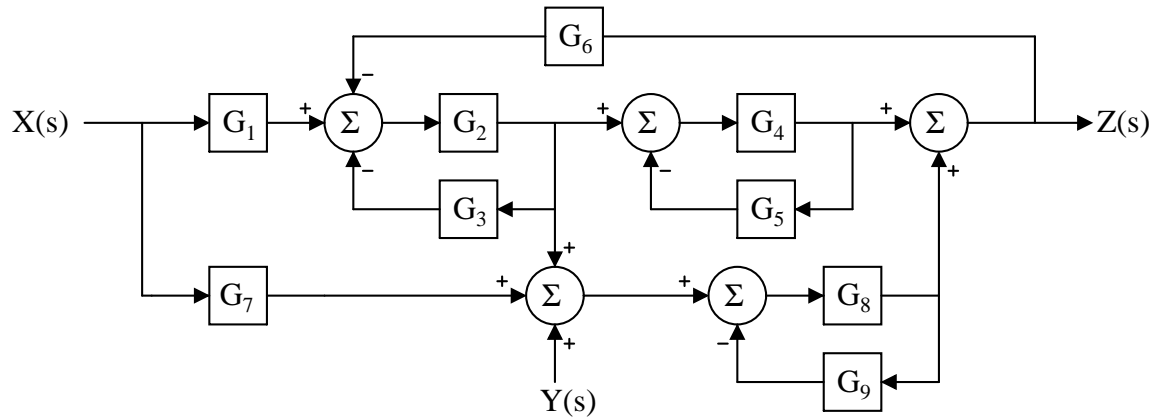 G6
X(s) G1 + − Σ G2 + Σ G4 + Σ Z(s)
− G3 − G5 +
G7 + + Σ + Σ G8
+ − G9
Y(s)